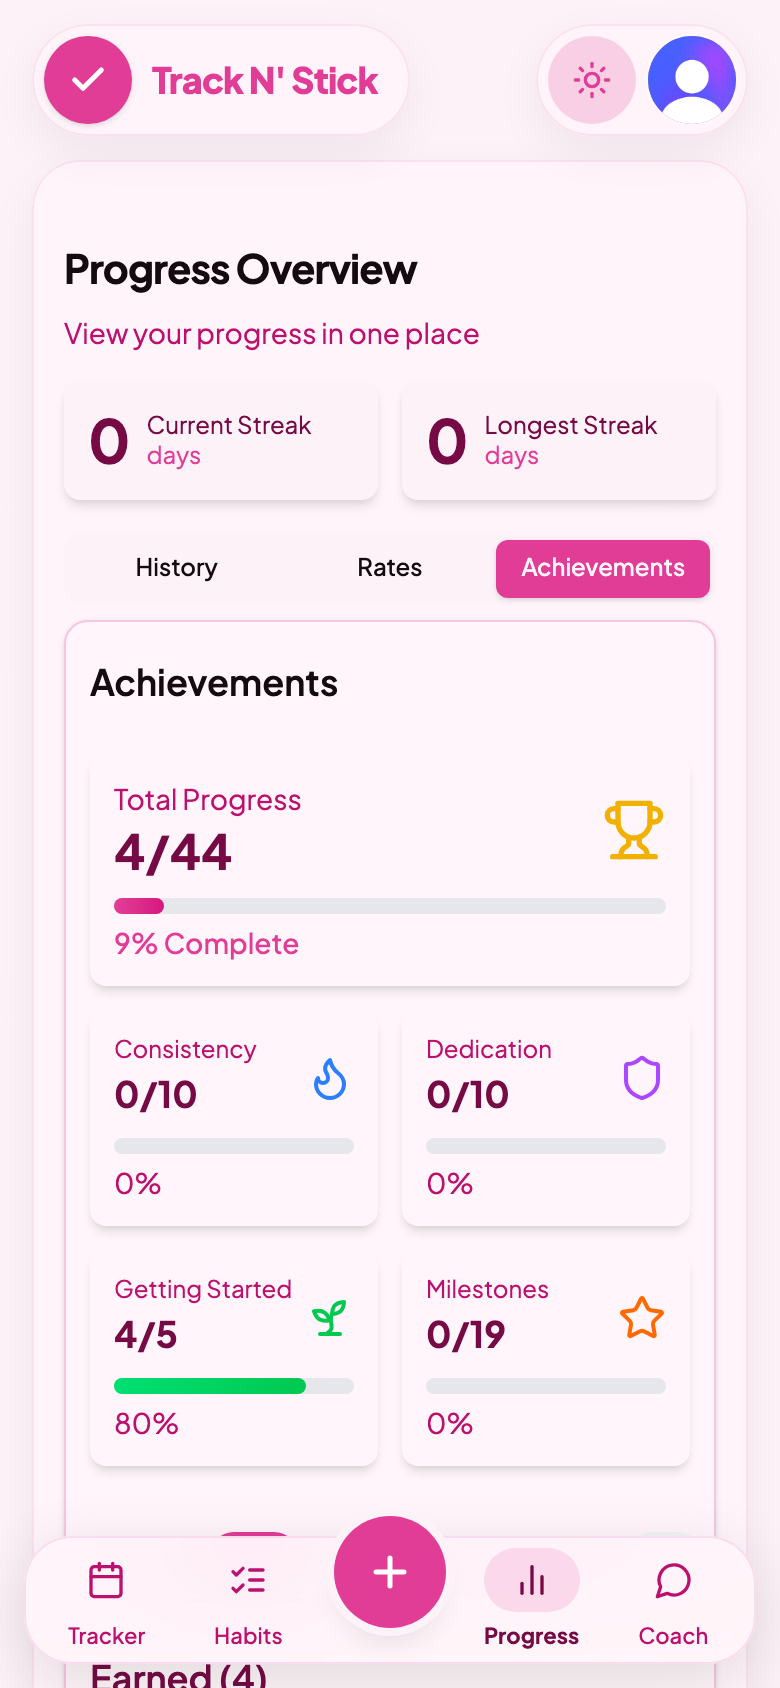 Track N' Stick
Progress Overview
View your progress in one place
0 Current Streak
days
0 Longest Streak
days
History Rates Achievements
Achievements
Total Progress
4/44
9% Complete
Consistency
0/10
0%
Dedication
0/10
0%
Getting Started
4/5
80%
Milestones
0/19
0%
Tracker Habits Progress Coach
Earned (4)